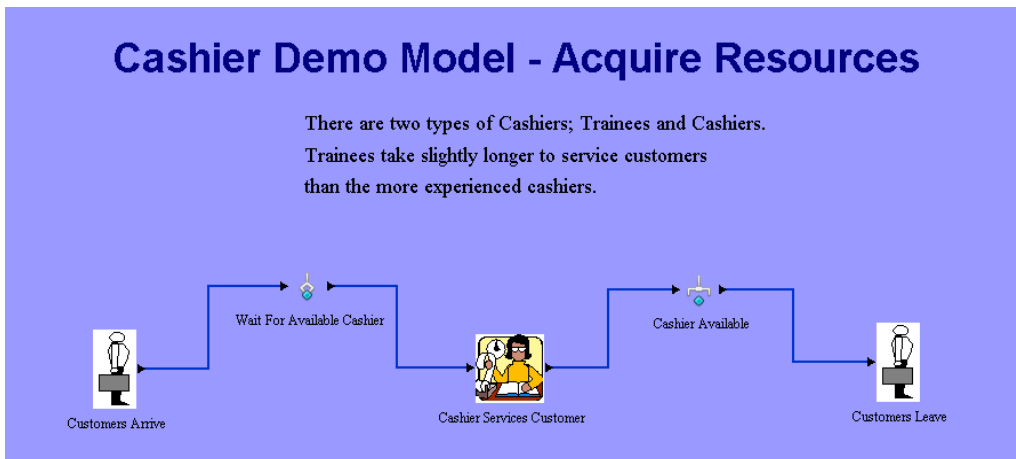 Cashier Demo Model - Acquire Resources
There are two types of Cashiers; Trainees and Cashiers.
Trainees take slightly longer to service customers
than the more experienced cashiers.
Wait For Available Cashier
Cashier Available
Customers Arrive
Cashier Services Customer
Customers Leave